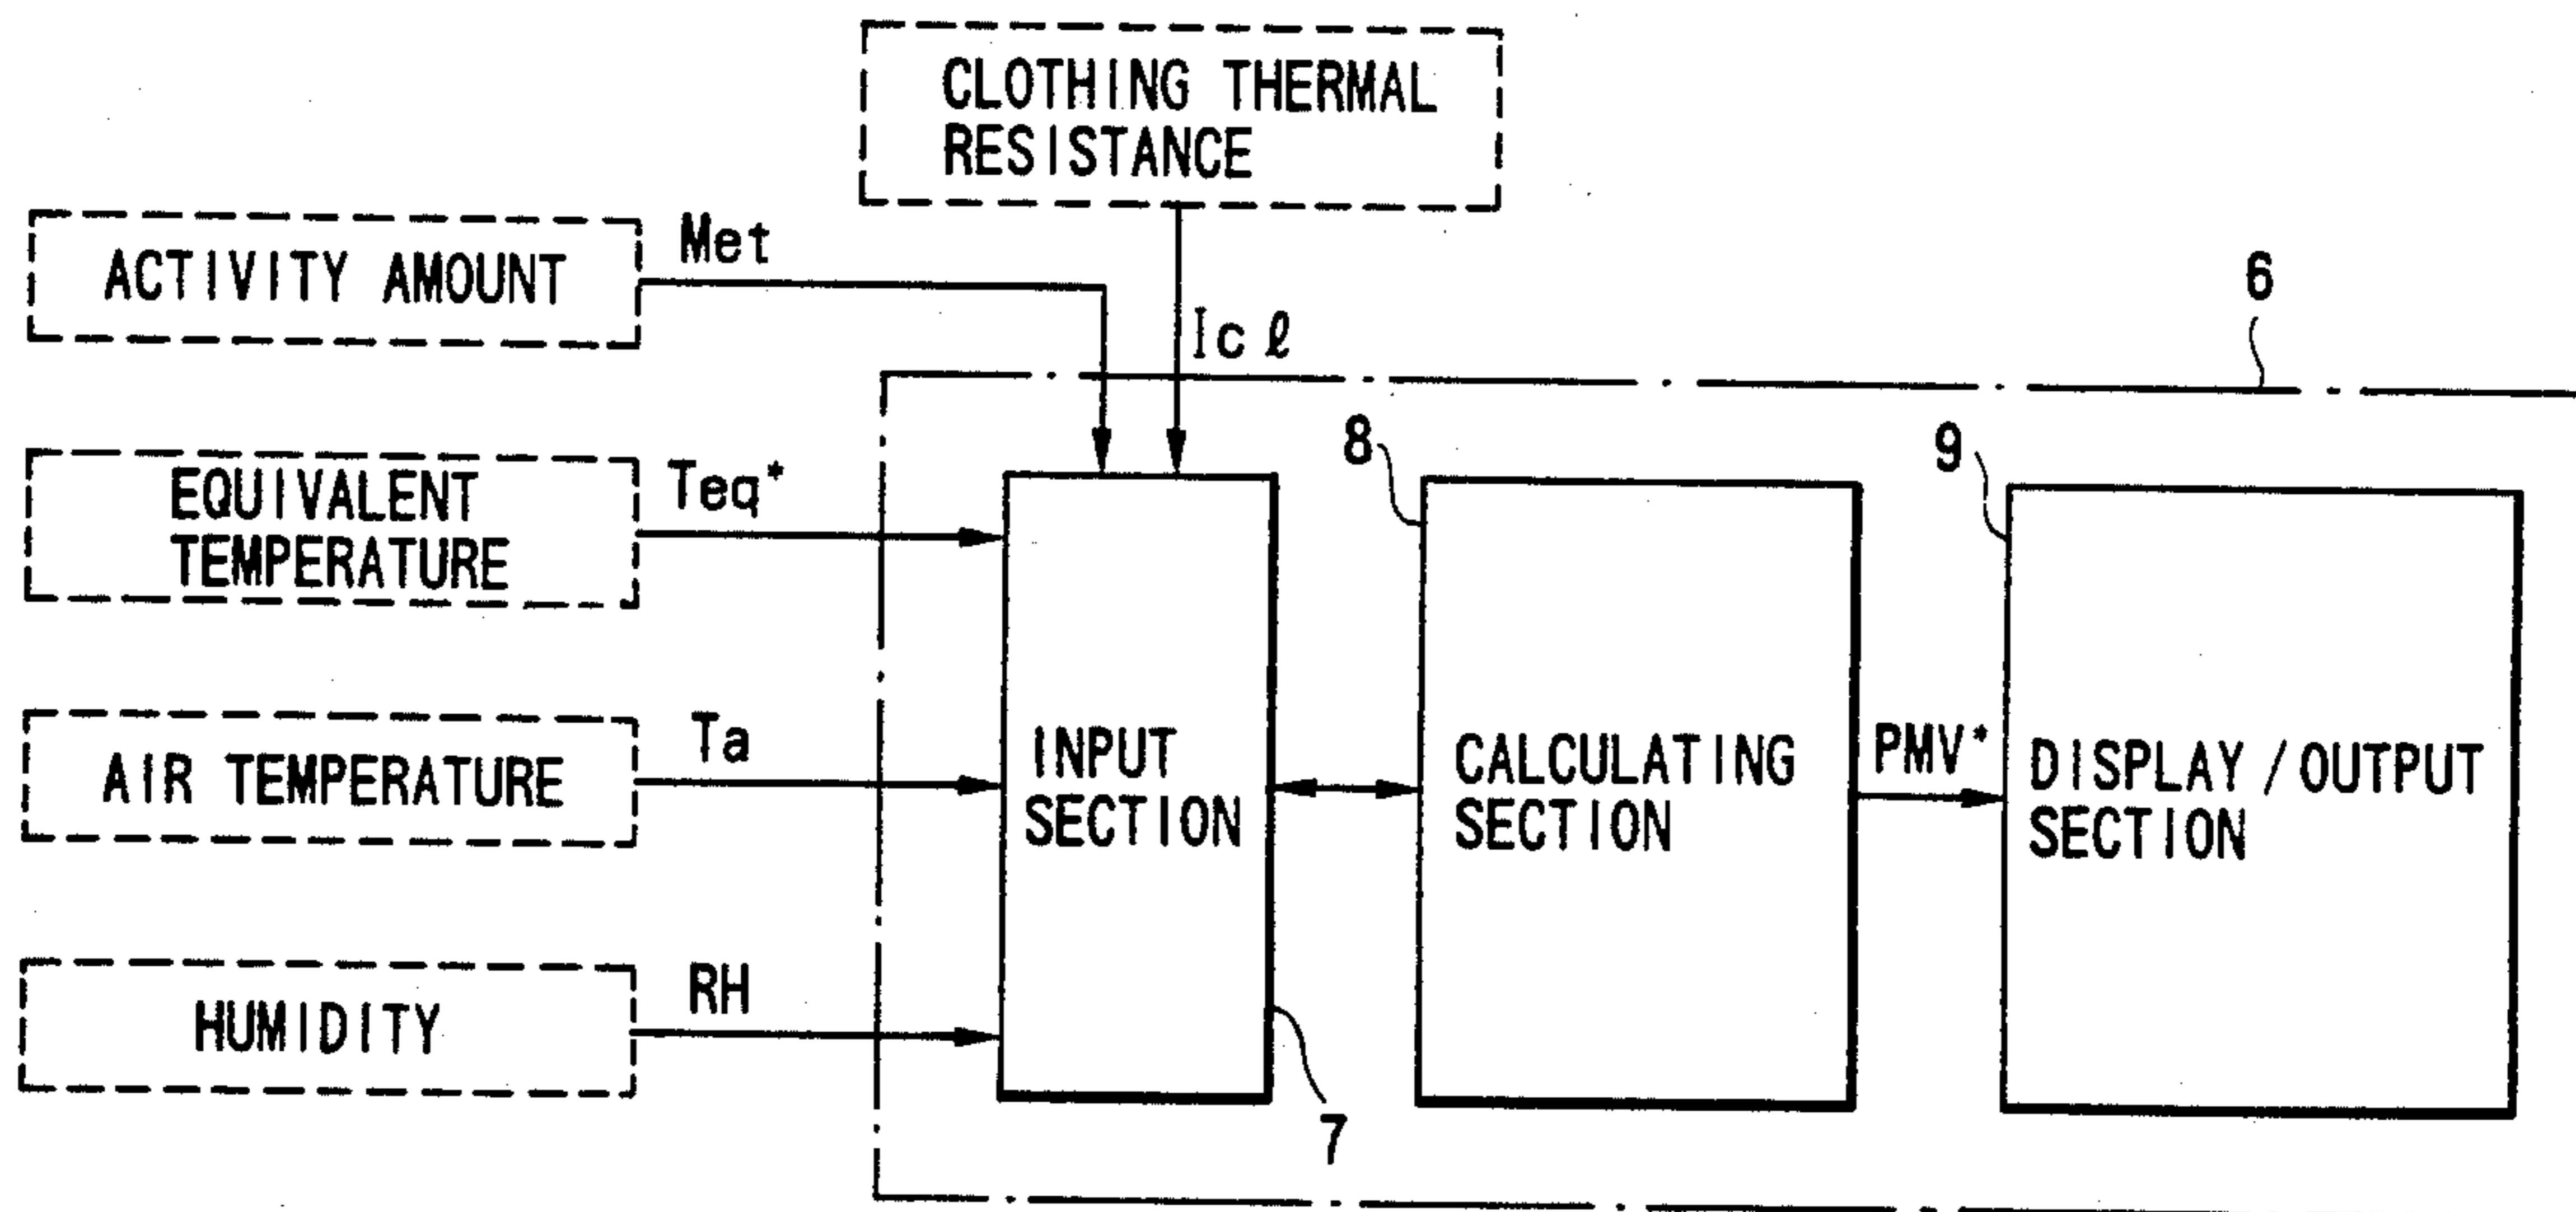 CLOTHING THERMAL
RESISTANCE
ACTIVITY AMOUNT
Met
Icℓ
6
EQUIVALENT
TEMPERATURE
Teq*
8
9
AIR TEMPERATURE
Ta
INPUT
SECTION
CALCULATING
SECTION
PMV*
DISPLAY/OUTPUT
SECTION
HUMIDITY
RH
7